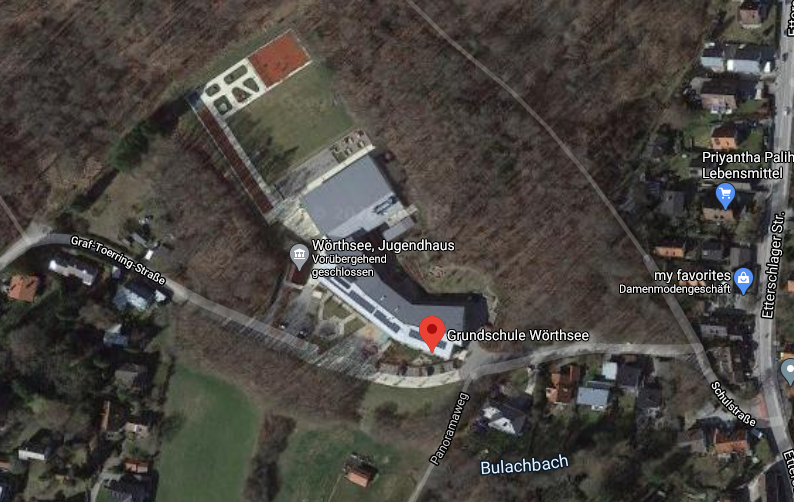 Priyantha Palih
Lebensmittel
Graf-Toerring-Straße
Wörthsee, Jugendhaus
Vorübergehend
geschlossen
my favorites
Damenmodengeschäft
Etterschlager Str.
Grundschule Wörthsee
Schulstraße
Panoramaweg
Bulachbach